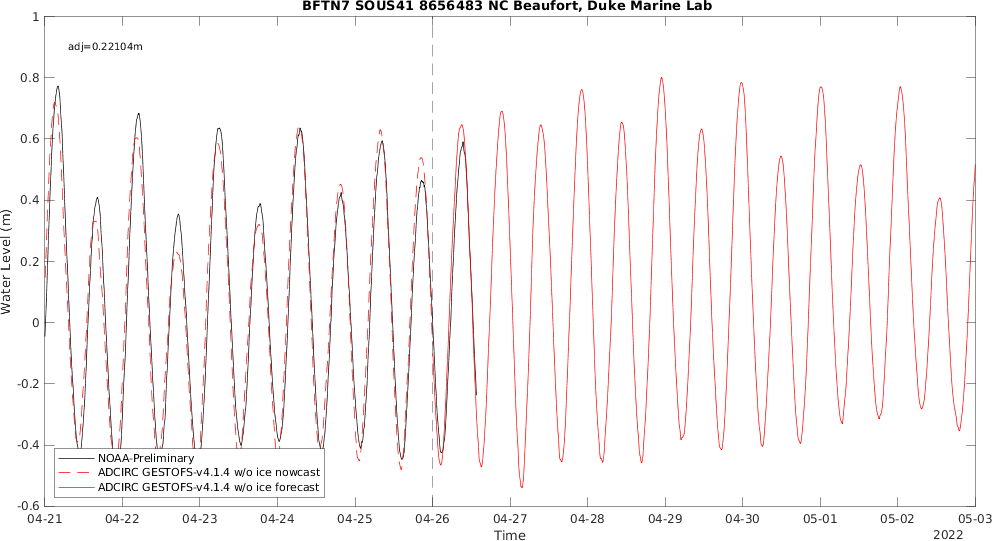 BFTN7 SOUS41 8656483 NC Beaufort, Duke Marine Lab
adj=0.22104m
Water Level (m)
1
0.8
0.6
0.4
0.2
0
-0.2
-0.4
-0.6
NOAA-Preliminary
ADCIRC GESTOFS-v4.1.4 w/o ice nowcast
ADCIRC GESTOFS-v4.1.4 w/o ice forecast
04-21 04-22 04-23 04-24 04-25 04-26 04-27 04-28 04-29 04-30 05-01 05-02 05-03
Time
2022